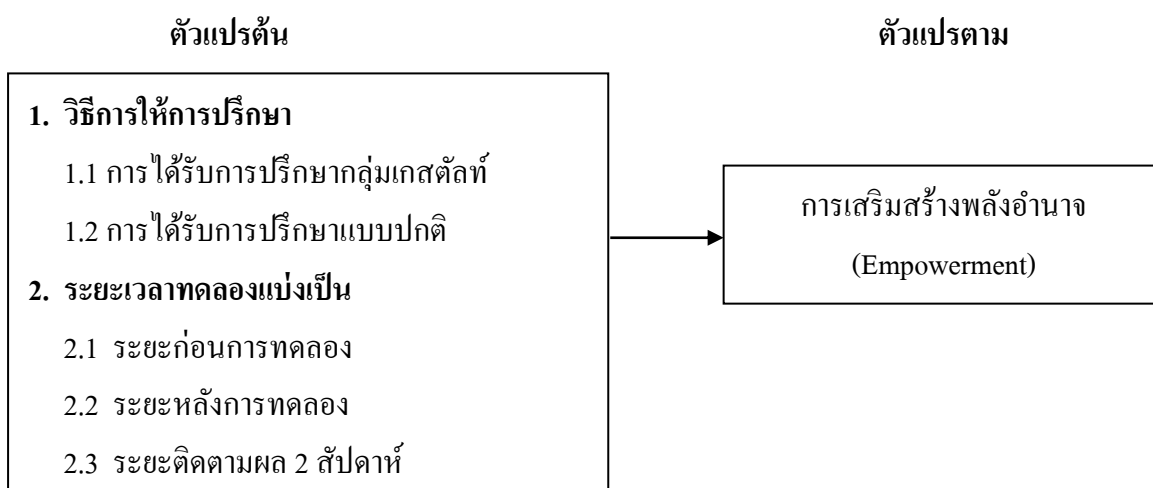 ตัวแปรต้น
ตัวแปรตาม
1. วิธีการให้การปรึกษา
1.1 การได้รับการปรึกษากลุ่มเกสตัลท์
1.2 การได้รับการปรึกษาแบบปกติ
2. ระยะเวลาทดลองแบ่งเป็น
2.1 ระยะก่อนการทดลอง
2.2 ระยะหลังการทดลอง
2.3 ระยะติดตามผล 2 สัปดาห์
การเสริมสร้างพลังอำนาจ
(Empowerment)